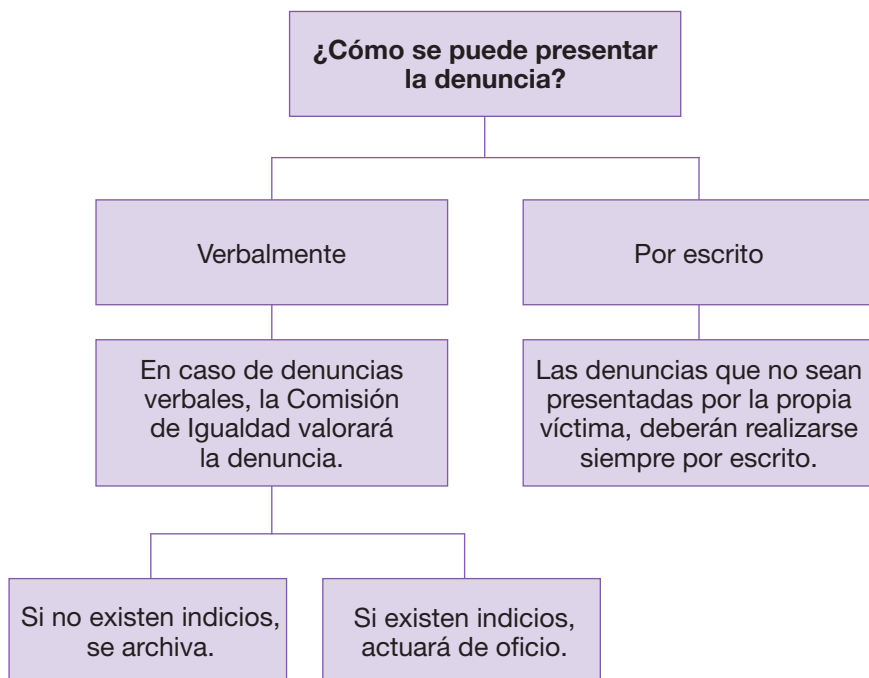 ¿Cómo se puede presentar
la denuncia?
Verbalmente
Por escrito
En caso de denuncias
verbales, la Comisión
de Igualdad valorará
la denuncia.
Las denuncias que no sean
presentadas por la propia
víctima, deberán realizarse
siempre por escrito.
Si no existen indicios,
se archiva.
Si existen indicios,
actuará de oficio.